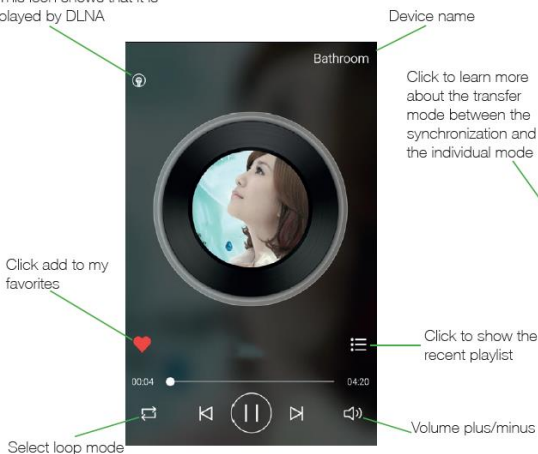 played by DLNA
Device name
Bathroom
Click to learn more
about the transfer
mode between the
synchronization and
the individual mode
Click add to my
favorites
Click to show the
recent playlist
00:04
04:20
Volume plus/minus
Select loop mode